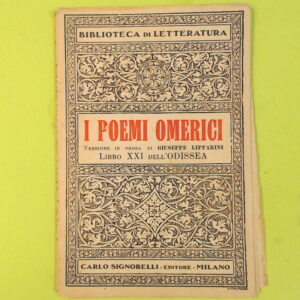 BIBLIOTECA DI LETTERATURA
I POEMI OMERICI
VERSIONE IN PROSA DI GIUSEPPE LIPPARINI
LIBRO XXI DELL'ODISSEA
CARLO SIGNORELLI - EDITORE - MILANO